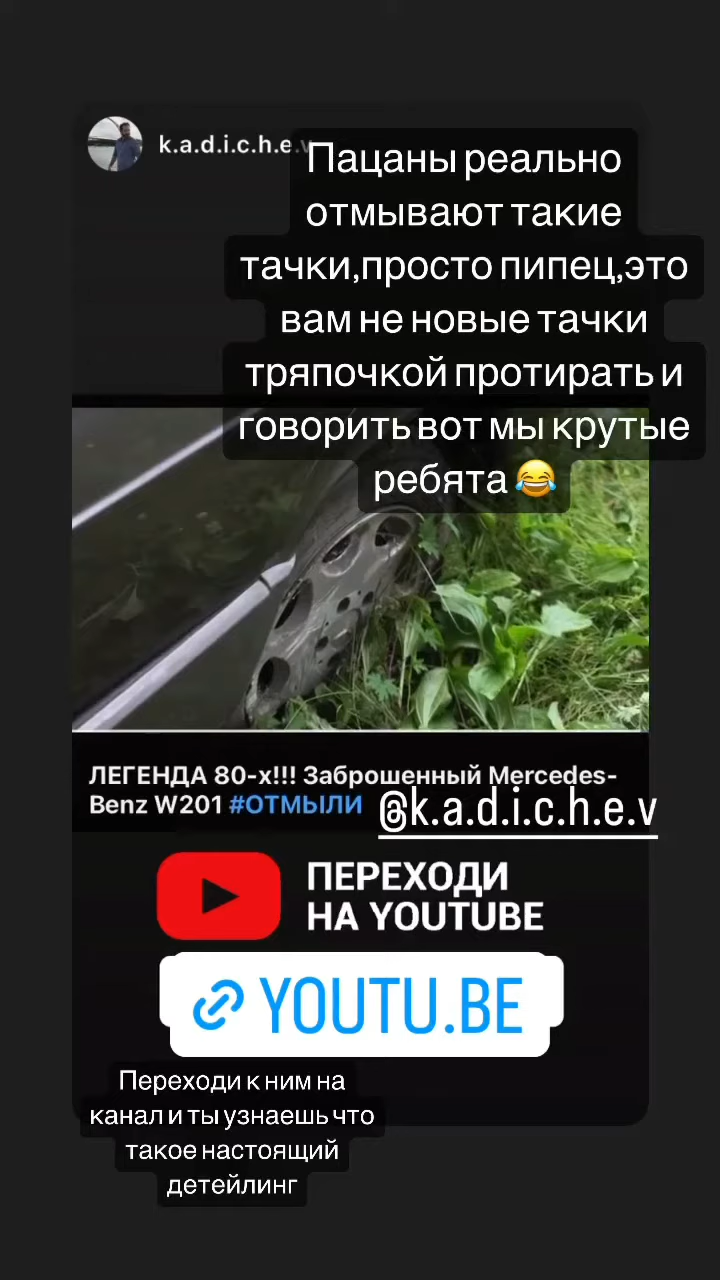 k.a.d.i.c.h.e.v
Пацаны реально
отмывают такие
тачки,просто пипец,это
вам не новые тачки
тряпочкой протирать и
говорить вот мы крутые
ребята 😂
ЛЕГЕНДА 80-х!!! Заброшенный Mercedes-
Benz W201 #ОТМЫЛИ
@k.a.d.i.c.h.e.v
ПЕРЕХОДИ
НА YOUTUBE
YOUTU.BE
Переходи к ним на
канал и ты узнаешь что
такое настоящий
детейлинг